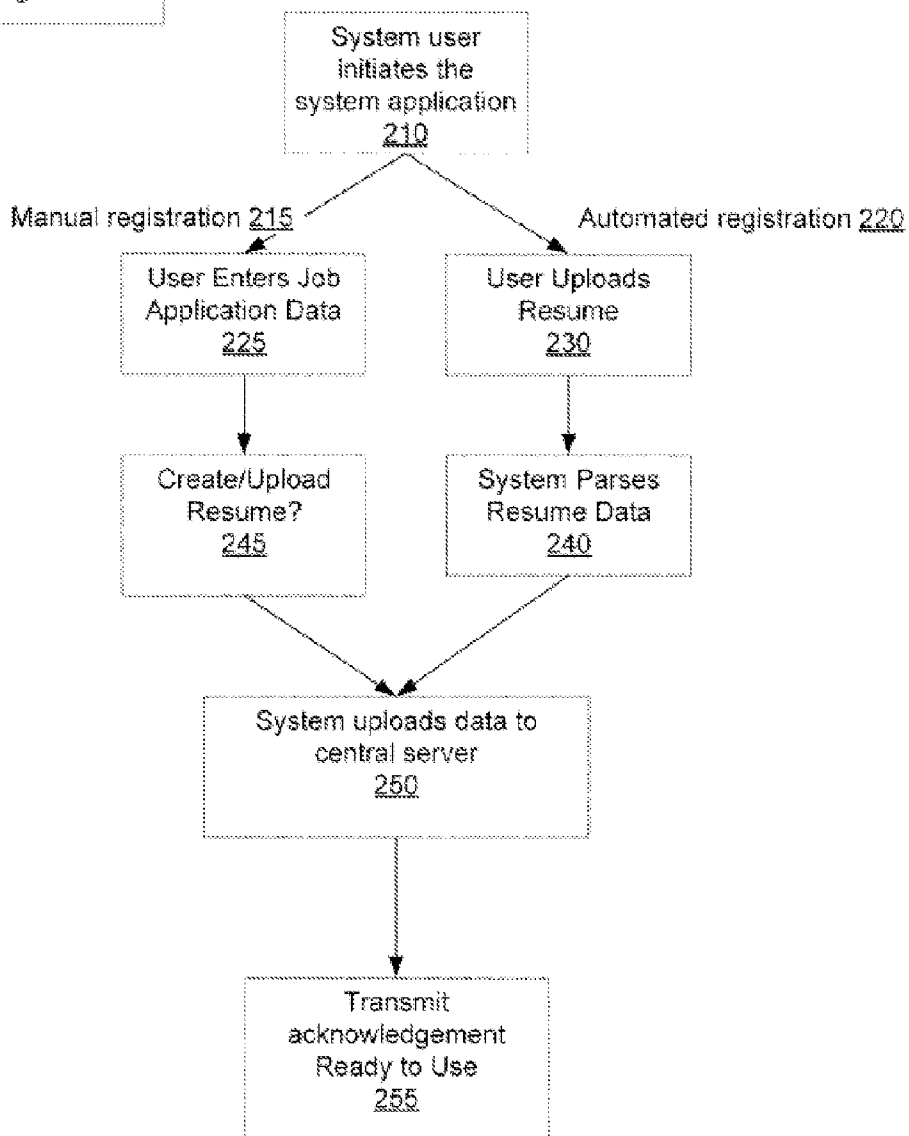 System user
initiates the
system application
210
Manual registration 215
Automated registration 220
User Enters Job
Application Data
225
User Uploads
Resume
230
Create/Upload
Resume?
245
System Parses
Resume Data
240
System uploads data to
central server
250
Transmit
acknowledgement
Ready to Use
255